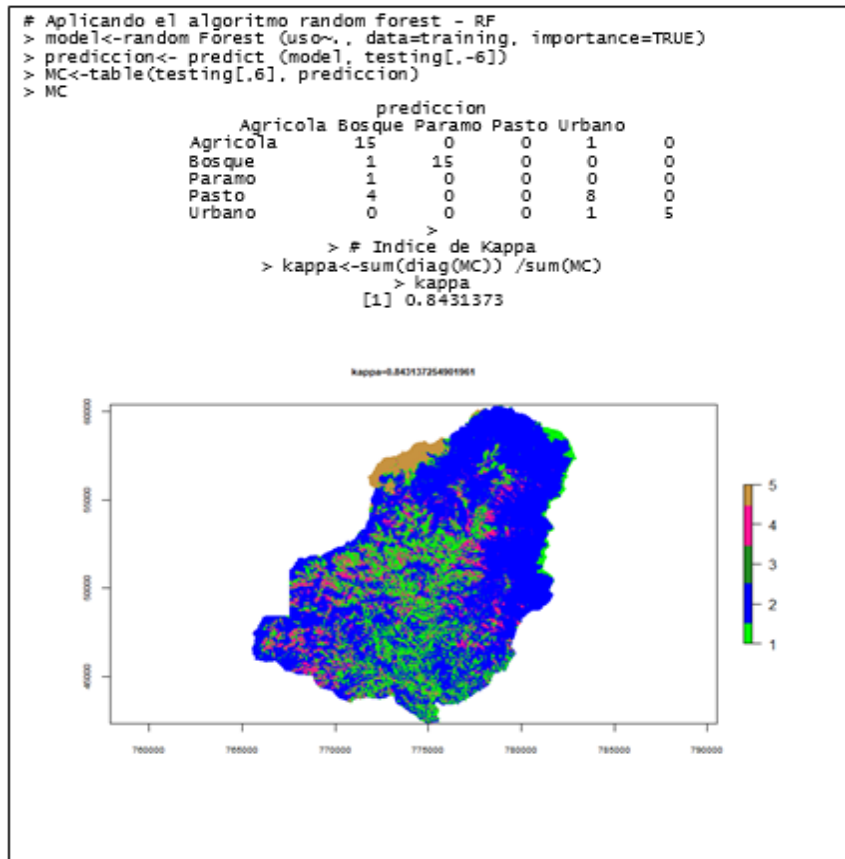 # Aplicando el algoritmo random forest - RF
> model<-random Forest (uso~., data=training, importance=TRUE)
> prediccion<- predict (model, testing[,-6])
> MC<-table(testing[,6], prediccion)
> MC
prediccion
Agricola Bosque Paramo Pasto Urbano
Agricola 15 0 0 1 0
Bosque 1 15 0 0 0
Paramo 1 0 0 0 0
Pasto 4 0 0 8 0
Urbano 0 0 0 1 5
>
> # Indice de Kappa
> kappa<-sum(diag(MC)) /sum(MC)
> kappa
[1] 0.8431373
kappa=0.843137254901961
60000
55000
50000
45000
760000 765000 770000 775000 780000 785000 790000
5
4
3
2
1